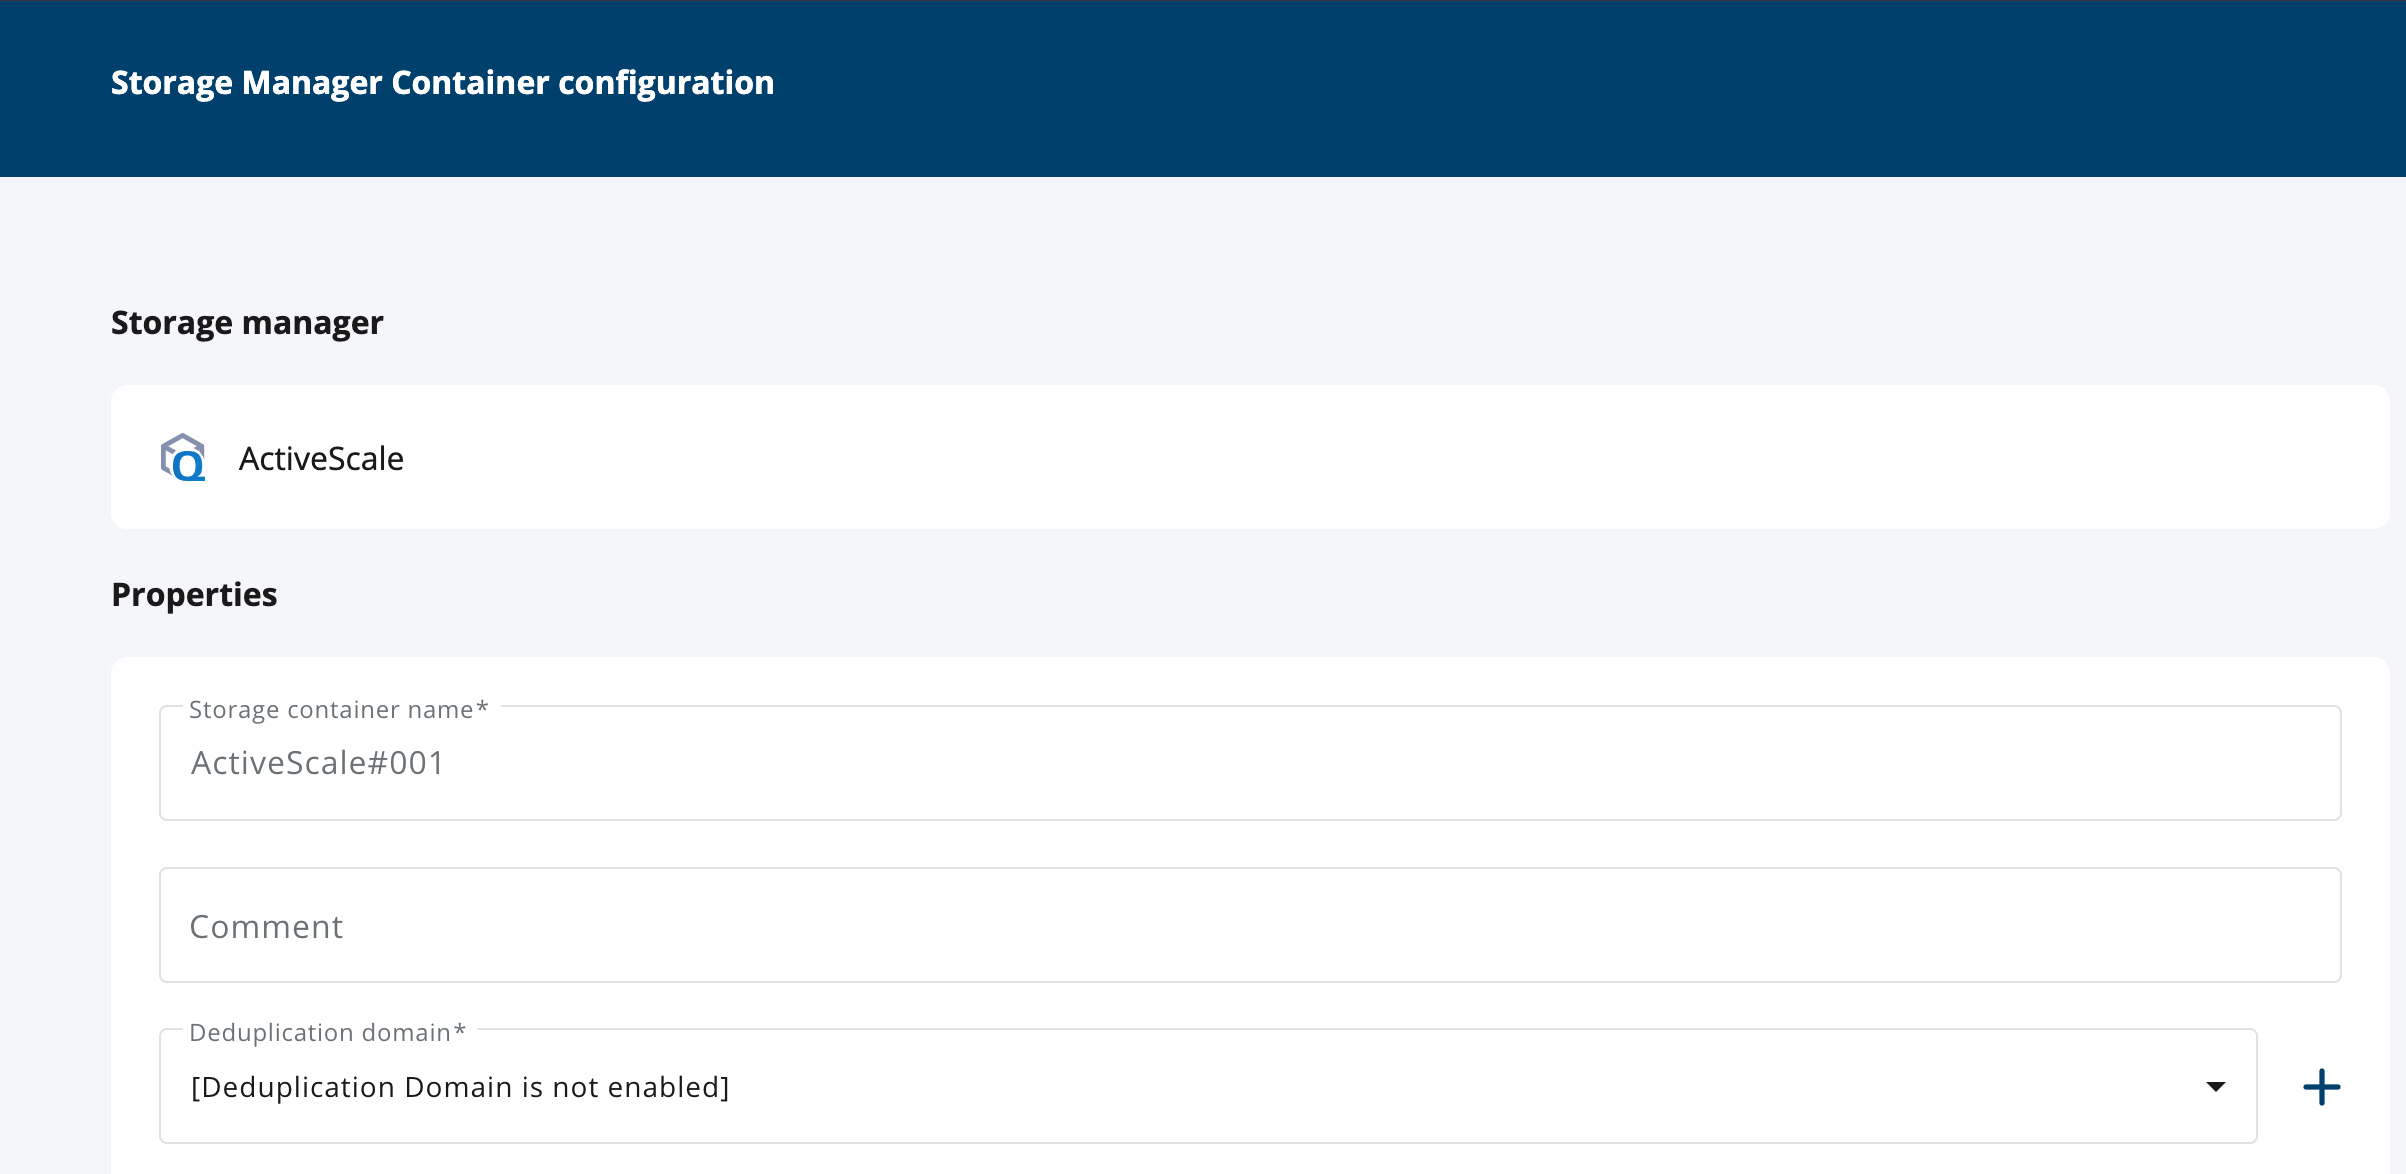 Storage Manager Container configuration
Storage manager
ActiveScale
Properties
Storage container name*
ActiveScale#001
Comment
Deduplication domain*
[Deduplication Domain is not enabled]